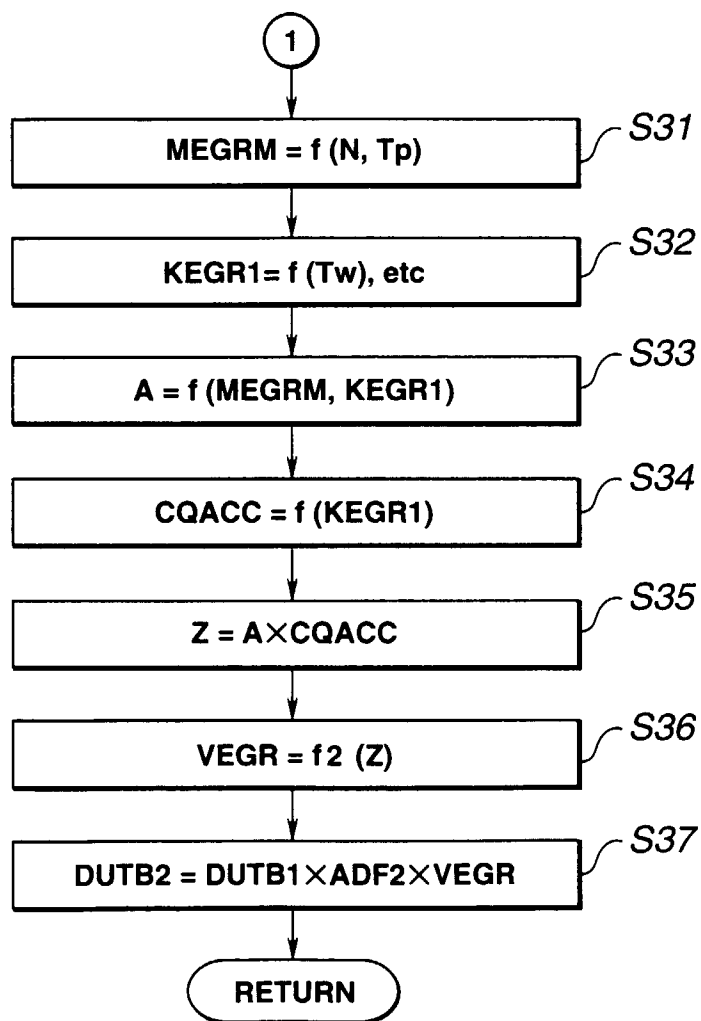 1
MEGRM = f (N, Tp)
S31
KEGR1= f (Tw), etc
S32
A = f (MEGRM, KEGR1)
S33
CQACC = f (KEGR1)
S34
Z = A×CQACC
S35
VEGR = f2 (Z)
S36
DUTB2 = DUTB1×ADF2×VEGR
S37
RETURN